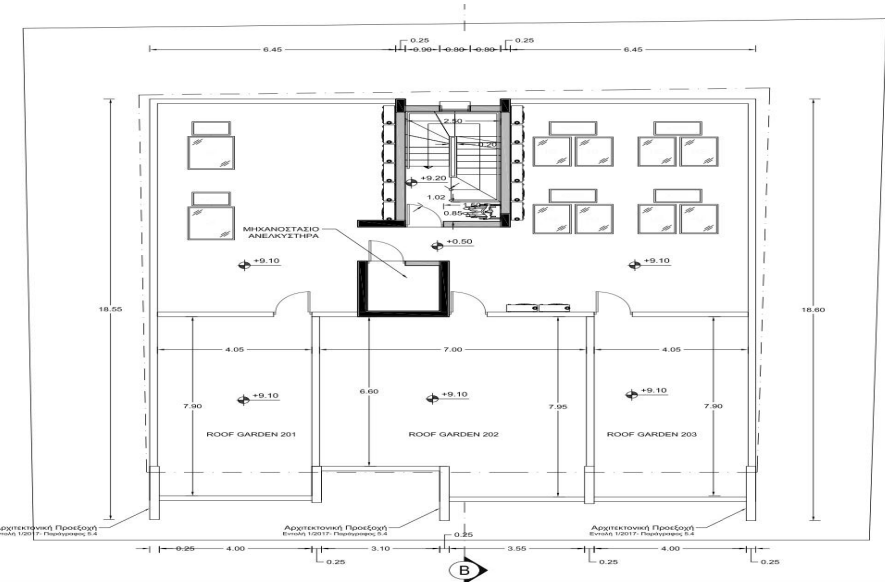 0.25 0.25
6.45 0.90 0.80 0.80 6.45
2.50
0.20
+9.20
1.02
0.85
ΜΗΧΑΝΟΣΤΑΣΙΟ
ΑΝΕΛΚΥΣΤΗΡΑ
+0.50
+9.10 +9.10
18.55 18.60
4.05 7.00 4.05
6.60
+9.10 +9.10 +9.10
7.90 7.95 7.90
ROOF GARDEN 201 ROOF GARDEN 202 ROOF GARDEN 203
ρχιτεκτονική Προεξοχή Αρχιτεκτονική Προεξοχή Αρχιτεκτονική Προεξοχή
ντολή 1/2017- Παράγραφος 5.4 Εντολή 1/2017- Παράγραφος 5.4 Εντολή 1/2017- Παράγραφος 5.4
0.25
0.25 4.00 3.10 3.55 4.00
0.25 0.25
B